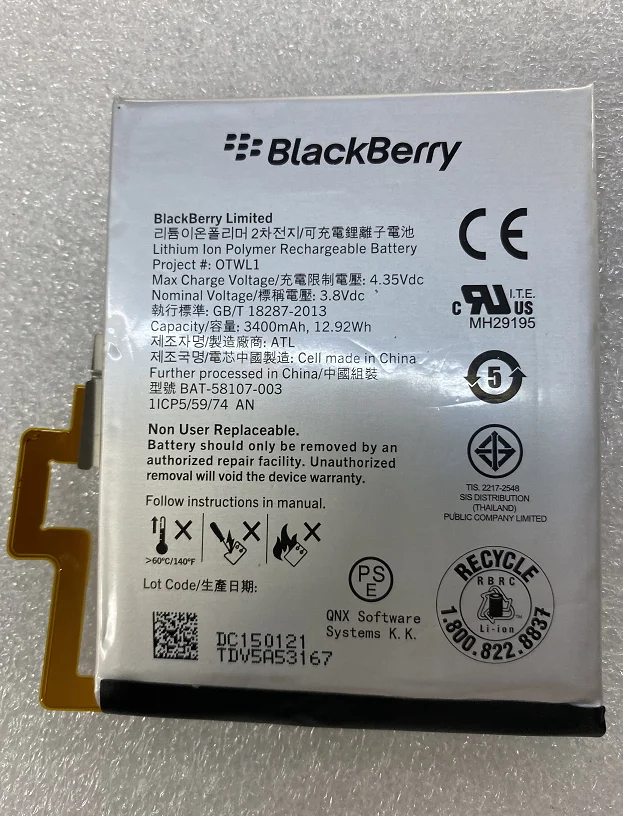 BlackBerry
BlackBerry Limited
리튬이온폴리머 2차전지/可充電鋰離子電池
Lithium Ion Polymer Rechargeable Battery
Project #: OTWL1
Max Charge Voltage/充電限制電壓: 4.35Vdc
Nominal Voltage/標稱電壓: 3.8Vdc
執行標準: GB/T 18287-2013
Capacity/容量: 3400mAh, 12.92Wh
제조자명/製造廠商: ATL
제조국명/電芯中國製造: Cell made in China
Further processed in China/中國組裝
型號 BAT-58107-003
1ICP5/59/74 AN
Non User Replaceable.
Battery should only be removed by an
authorized repair facility. Unauthorized
removal will void the device warranty.
Follow instructions in manual.
>60°C/140°F
Lot Code/生產日期:
DC150121
TDV5A53167
CE
C RU US
I.T.E.
MH29195
5
TIS. 2217-2548
SIS DISTRIBUTION
(THAILAND)
PUBLIC COMPANY LIMITED
PS
E
QNX Software
Systems K.K.
RECYCLE
RBRC
Li-ion
1.800.822.8837